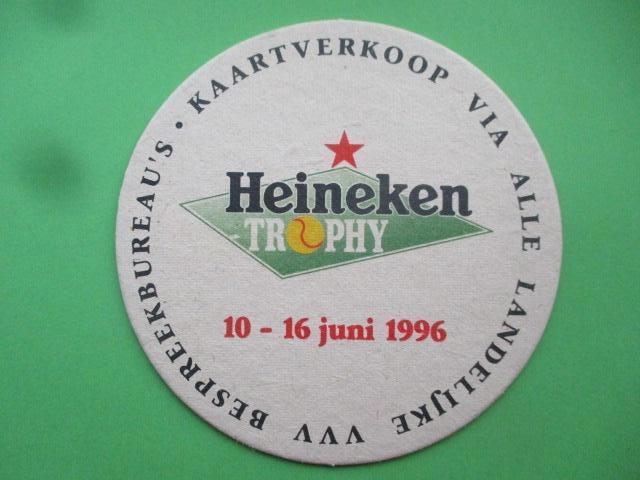 KAARTVERKOOP VIA ALLE LANDELIJKE VVV BESPREEKBUREAU'S •
Heineken
TROPHY
10 - 16 juni 1996